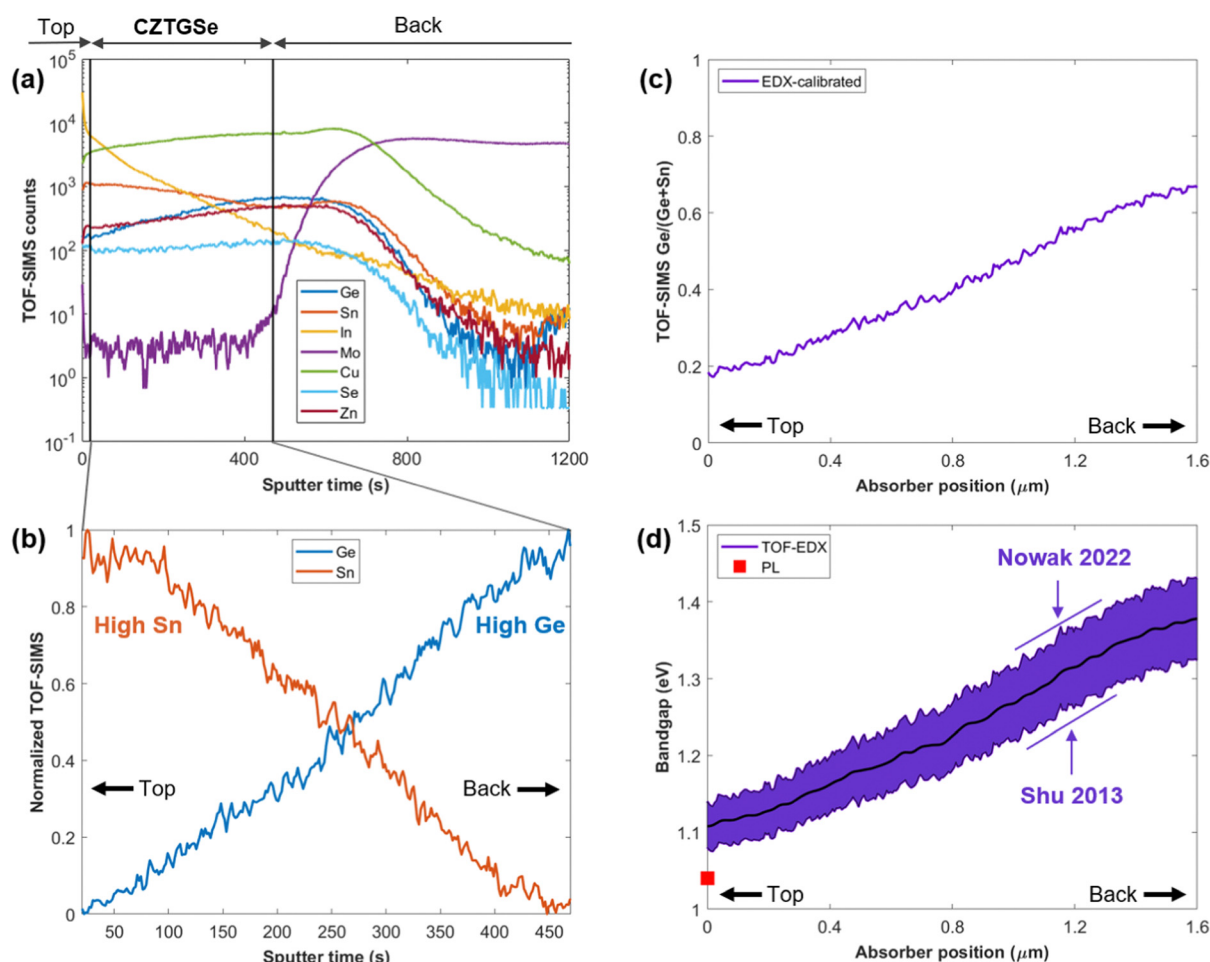 Top
CZTGSe
Back
(a)
TOF-SIMS counts
10^5
10^4
10^3
10^2
10^1
10^0
10^-1
Ge
Sn
In
Mo
Cu
Se
Zn
0
400
800
1200
Sputter time (s)
(c)
TOF-SIMS Ge/(Ge+Sn)
1
0.8
0.6
0.4
0.2
0
EDX-calibrated
Top
Back
0
0.4
0.8
1.2
1.6
Absorber position (μm)
(b)
Normalized TOF-SIMS
1
0.8
0.6
0.4
0.2
0
Ge
Sn
High Sn
High Ge
Top
Back
50
100
150
200
250
300
350
400
450
Sputter time (s)
(d)
Bandgap (eV)
1.5
1.4
1.3
1.2
1.1
1
TOF-EDX
PL
Nowak 2022
Shu 2013
Top
Back
0
0.4
0.8
1.2
1.6
Absorber position (μm)